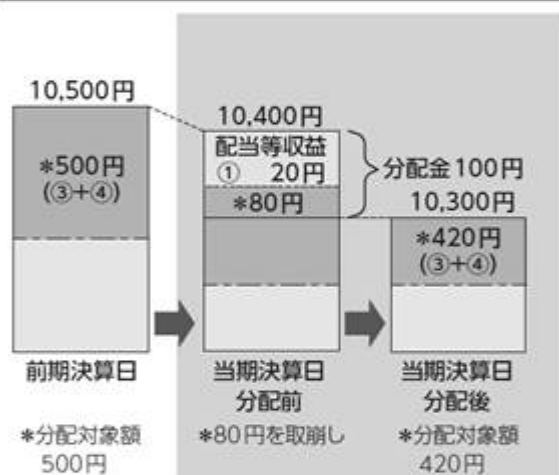 10,500円
*500円
(③+④)
前期決算日
*分配対象額
500円
10,400円
配当等収益
① 20円
*80円
分配金100円
当期決算日
分配前
*80円を取崩し
10,300円
*420円
(③+④)
当期決算日
分配後
*分配対象額
420円